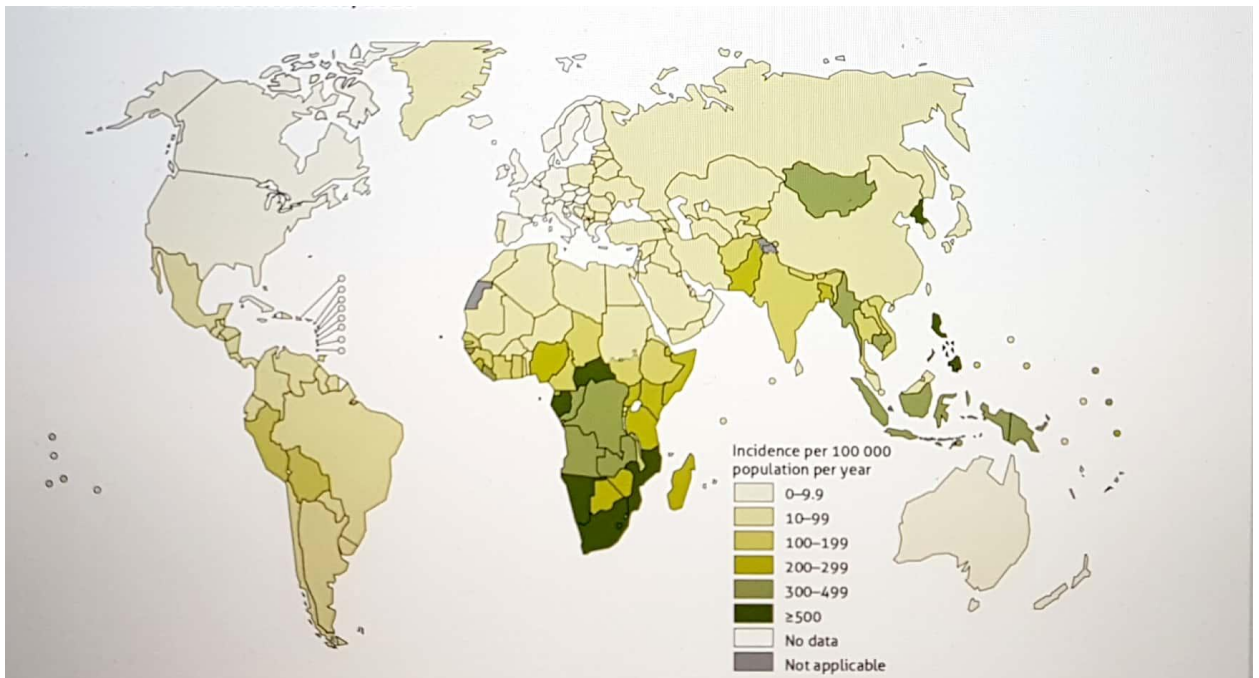 Incidence per 100 000
population per year
0–9.9
10–99
100–199
200–299
300–499
≥500
No data
Not applicable